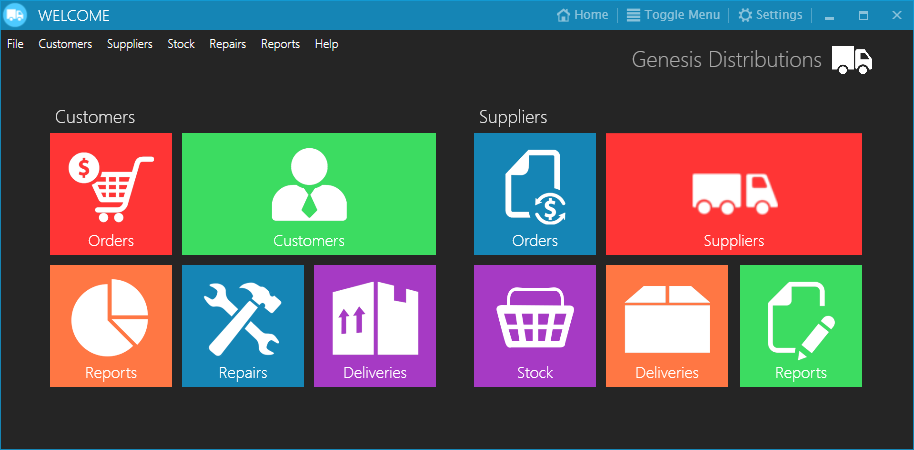 WELCOME
Home
Toggle Menu
Settings
File Customers Suppliers Stock Repairs Reports Help
Genesis Distributions
Customers
$
Orders
Customers
Reports
Repairs
Deliveries
Suppliers
$
Orders
Suppliers
Stock
Deliveries
Reports